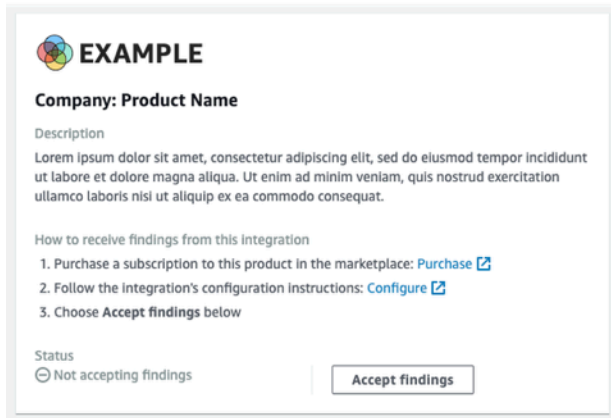 EXAMPLE
Company: Product Name
Description
Lorem ipsum dolor sit amet, consectetur adipiscing elit, sed do eiusmod tempor incididunt
ut labore et dolore magna aliqua. Ut enim ad minim veniam, quis nostrud exercitation
ullamco laboris nisi ut aliquip ex ea commodo consequat.
How to receive findings from this integration
1. Purchase a subscription to this product in the marketplace: Purchase
2. Follow the integration's configuration instructions: Configure
3. Choose Accept findings below
Status
Not accepting findings
Accept findings